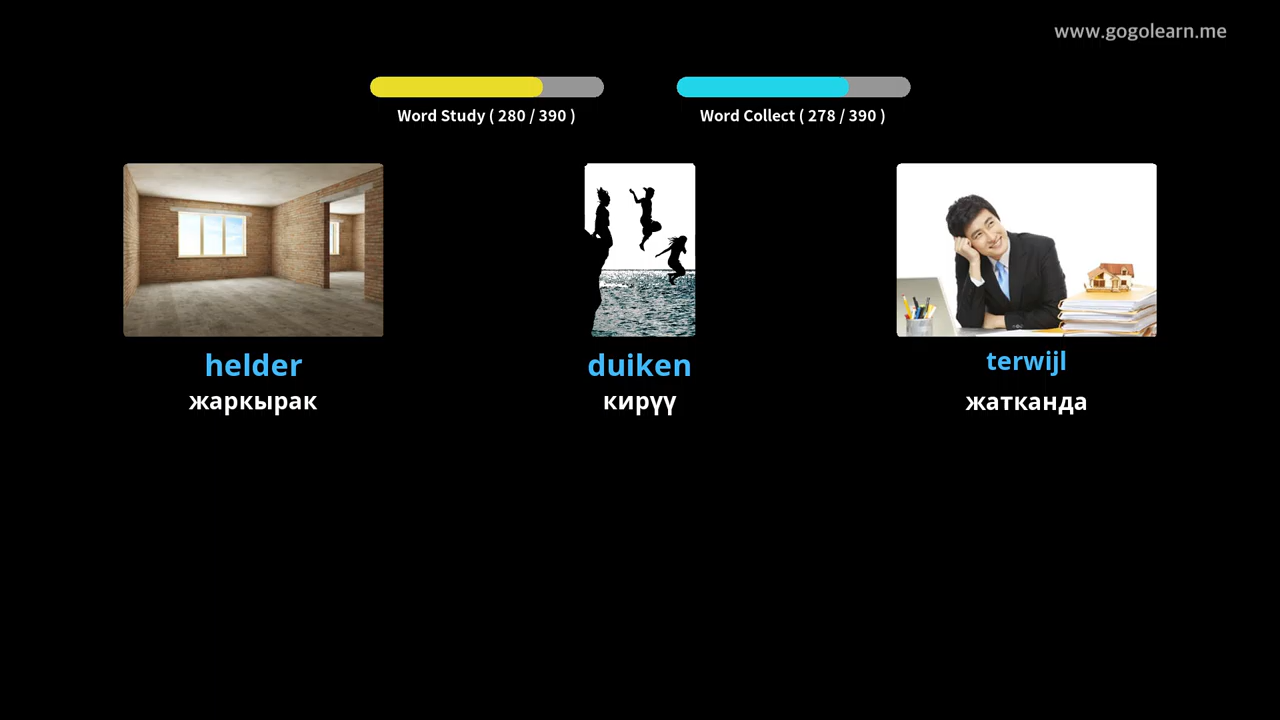 www.gogolearn.me
Word Study ( 280 / 390 )
Word Collect ( 278 / 390 )
helder
duiken
terwijl
жаркырак
кирүү
жатканда